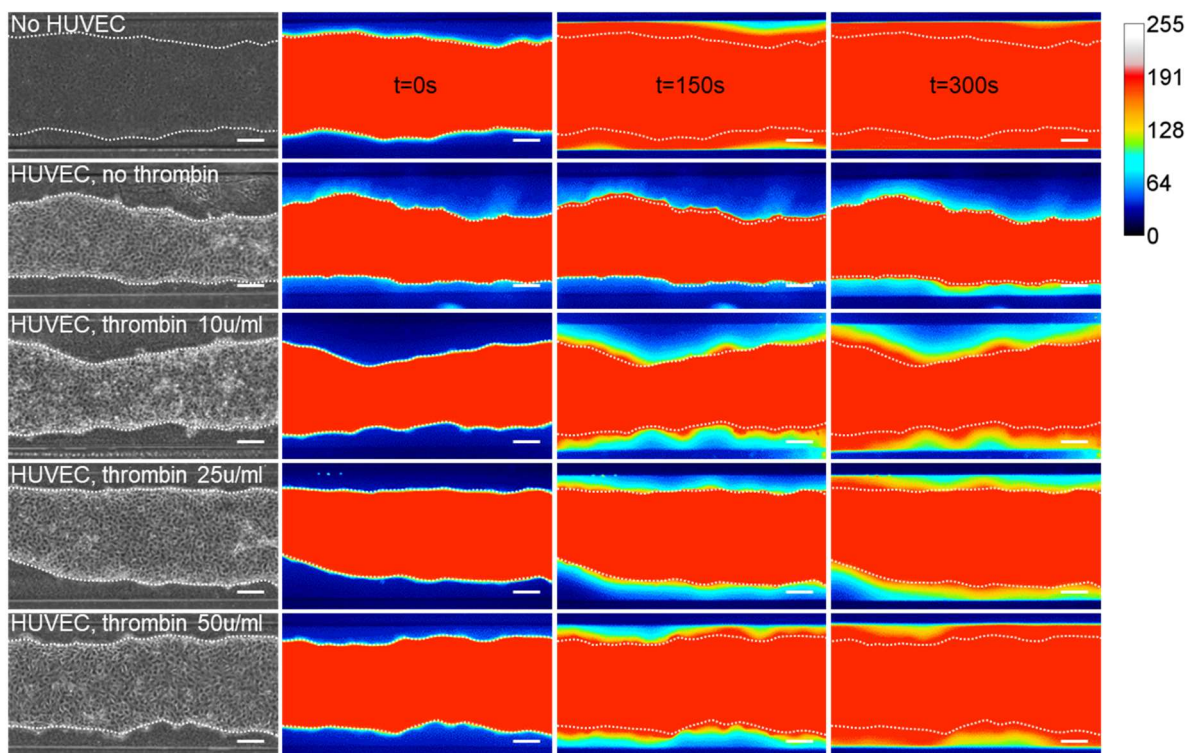 No HUVEC
t=0s
t=150s
t=300s
255
191
128
64
0
HUVEC, no thrombin
HUVEC, thrombin 10u/ml
HUVEC, thrombin 25u/ml
HUVEC, thrombin 50u/ml